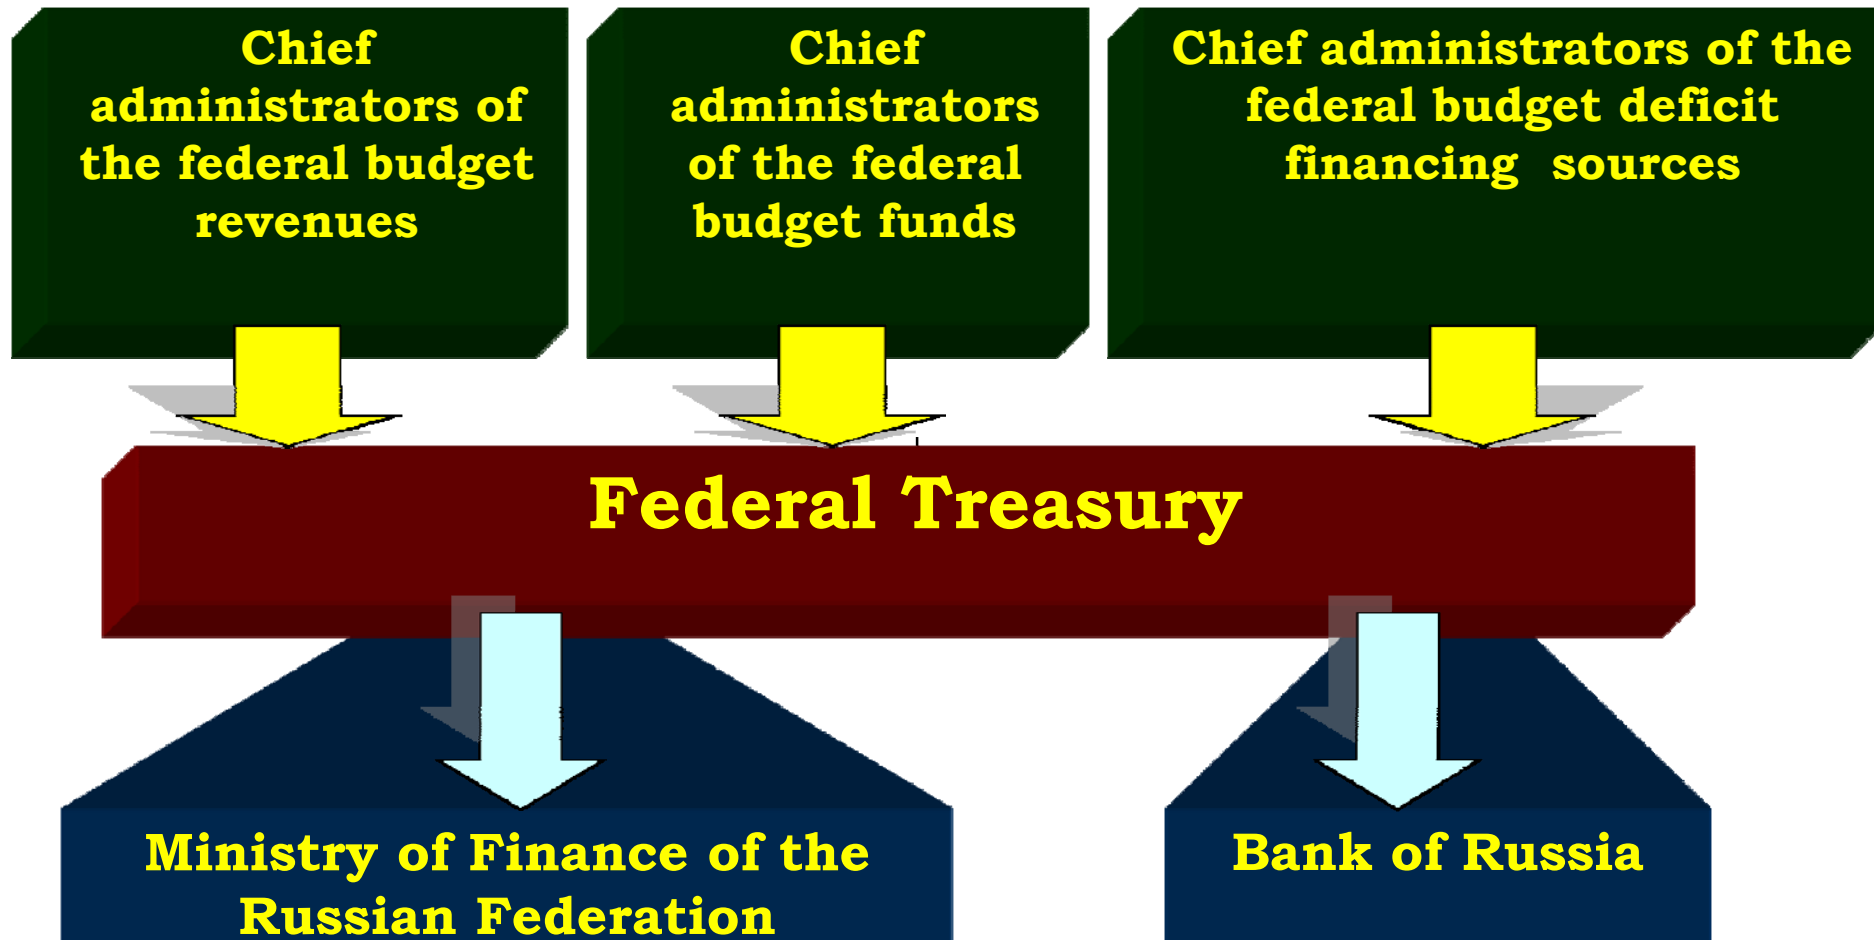 Chief
administrators of
the federal budget
revenues
Chief
administrators
of the federal
budget funds
Chief administrators of the
federal budget deficit
financing  sources
Federal Treasury
Ministry of Finance of the
Russian Federation
Bank of Russia